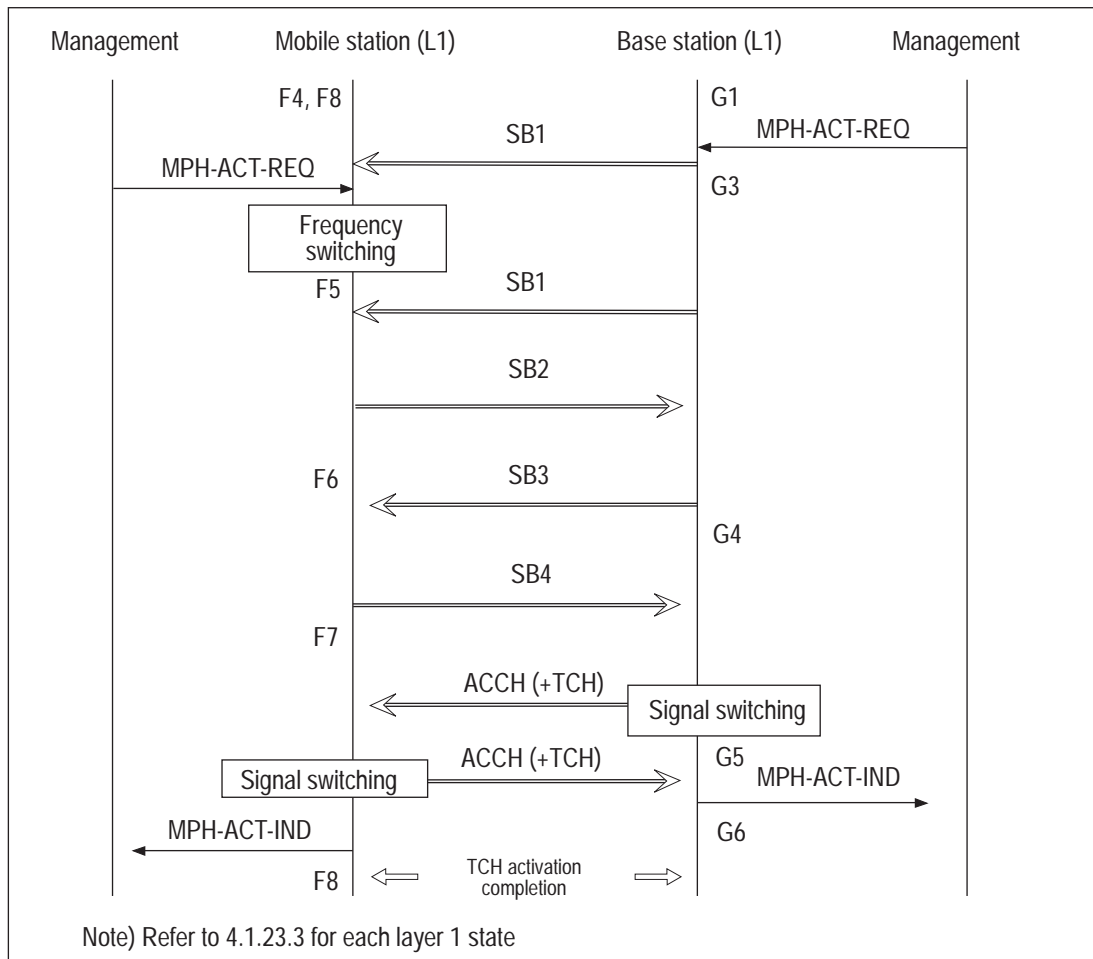 Management
Mobile station (L1)
Base station (L1)
Management
F4, F8
G1
SB1
MPH-ACT-REQ
MPH-ACT-REQ
G3
Frequency
switching
F5
SB1
SB2
F6
SB3
G4
SB4
F7
ACCH (+TCH)
Signal switching
ACCH (+TCH)
G5
Signal switching
MPH-ACT-IND
MPH-ACT-IND
G6
F8
TCH activation
completion
Note) Refer to 4.1.23.3 for each layer 1 state